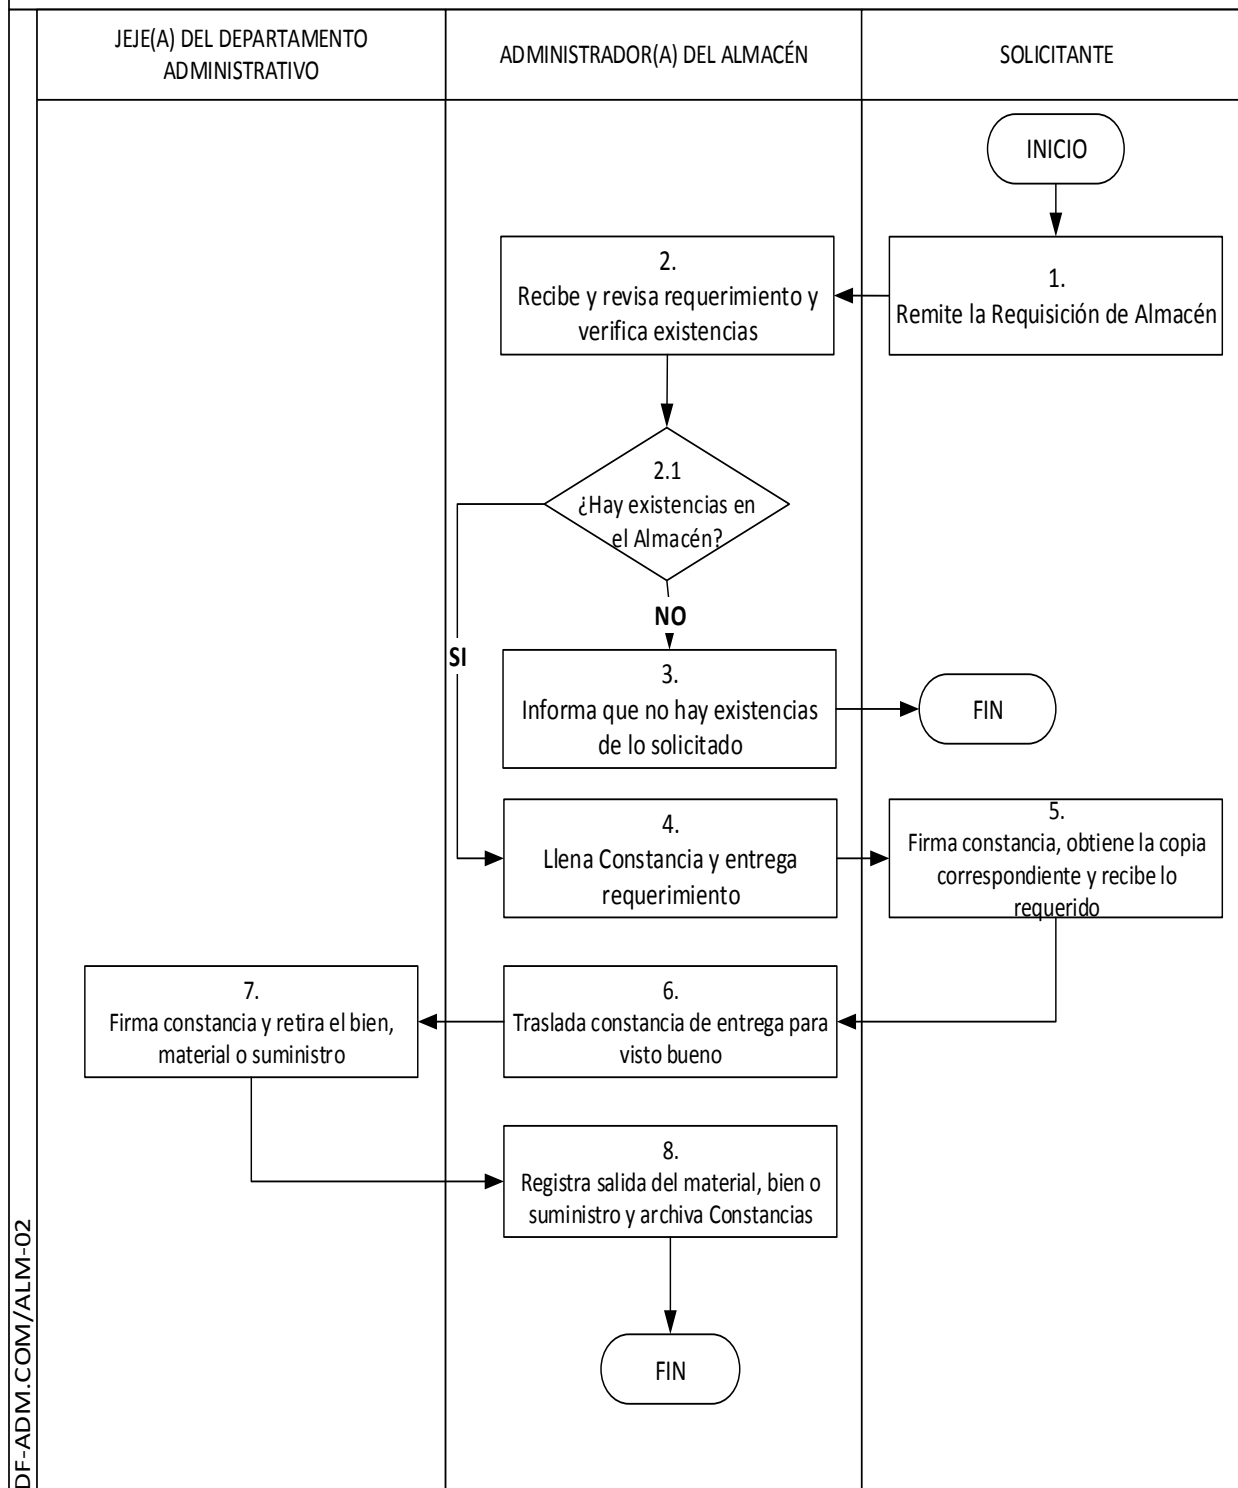 JEJE(A) DEL DEPARTAMENTO
ADMINISTRATIVO
ADMINISTRADOR(A) DEL ALMACÉN
SOLICITANTE
INICIO
1.
Remite la Requisición de Almacén
2.
Recibe y revisa requerimiento y
verifica existencias
2.1
¿Hay existencias en
el Almacén?
NO
SI
3.
Informa que no hay existencias
de lo solicitado
FIN
4.
Llena Constancia y entrega
requerimiento
5.
Firma constancia, obtiene la copia
correspondiente y recibe lo
requerido
6.
Traslada constancia de entrega para
visto bueno
7.
Firma constancia y retira el bien,
material o suministro
8.
Registra salida del material, bien o
suministro y archiva Constancias
FIN
DF-ADM.COM/ALM-02